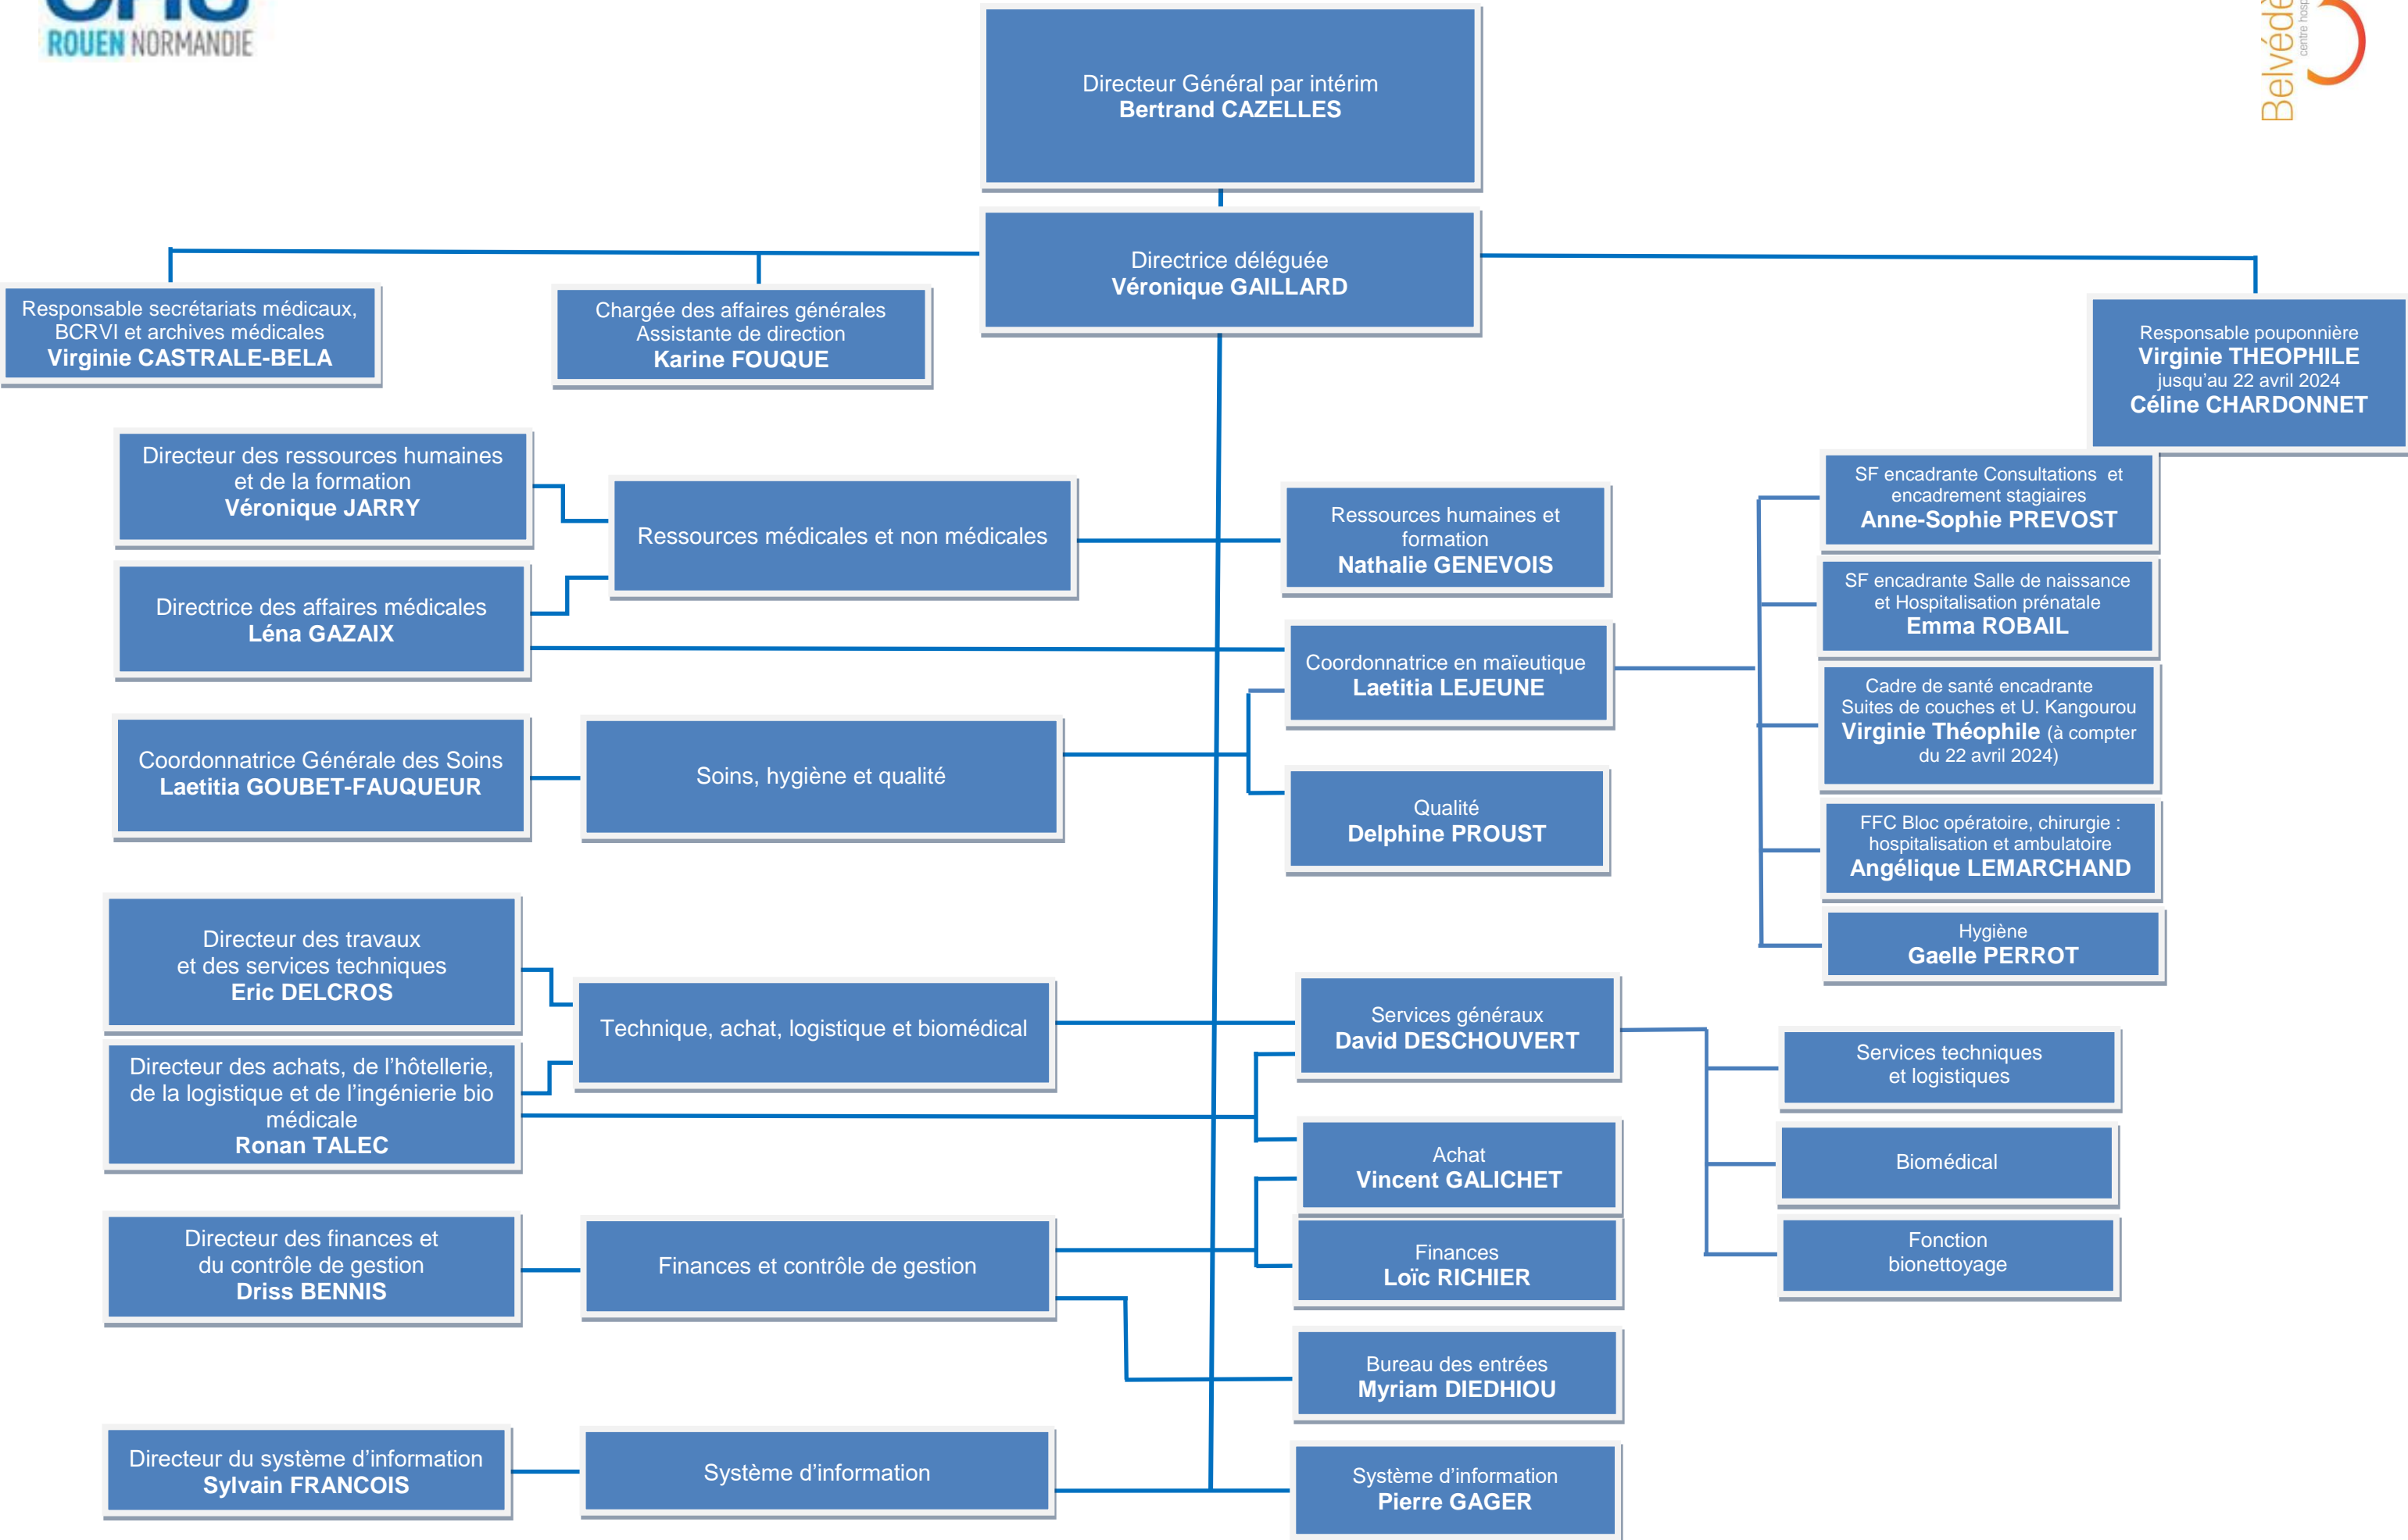 ROUEN NORMANDIE
Directeur Général par intérim
Bertrand CAZELLES
Directrice déléguée
Véronique GAILLARD
Responsable secrétariats médicaux,
BCRVI et archives médicales
Virginie CASTRALE-BELA
Chargée des affaires générales
Assistante de direction
Karine FOUQUE
Responsable pouponnière
Virginie THEOPHILE
jusqu’au 22 avril 2024
Céline CHARDONNET
Directeur des ressources humaines
et de la formation
Véronique JARRY
Directrice des affaires médicales
Léna GAZAIX
Ressources médicales et non médicales
Ressources humaines et
formation
Nathalie GENEVOIS
Coordonnatrice en maïeutique
Laetitia LEJEUNE
SF encadrante Consultations et
encadrement stagiaires
Anne-Sophie PREVOST
SF encadrante Salle de naissance
et Hospitalisation prénatale
Emma ROBAIL
Cadre de santé encadrante
Suites de couches et U. Kangourou
Virginie Théophile (à compter
du 22 avril 2024)
FFC Bloc opératoire, chirurgie :
hospitalisation et ambulatoire
Angélique LEMARCHAND
Hygiène
Gaelle PERROT
Coordonnatrice Générale des Soins
Laetitia GOUBET-FAUQUEUR
Soins, hygiène et qualité
Qualité
Delphine PROUST
Directeur des travaux
et des services techniques
Eric DELCROS
Directeur des achats, de l’hôtellerie,
de la logistique et de l’ingénierie bio
médicale
Ronan TALEC
Technique, achat, logistique et biomédical
Services généraux
David DESCHOUVERT
Services techniques
et logistiques
Biomédical
Fonction
bionettoyage
Achat
Vincent GALICHET
Directeur des finances et
du contrôle de gestion
Driss BENNIS
Finances et contrôle de gestion
Finances
Loïc RICHIER
Bureau des entrées
Myriam DIEDHIOU
Directeur du système d’information
Sylvain FRANCOIS
Système d’information
Système d’information
Pierre GAGER